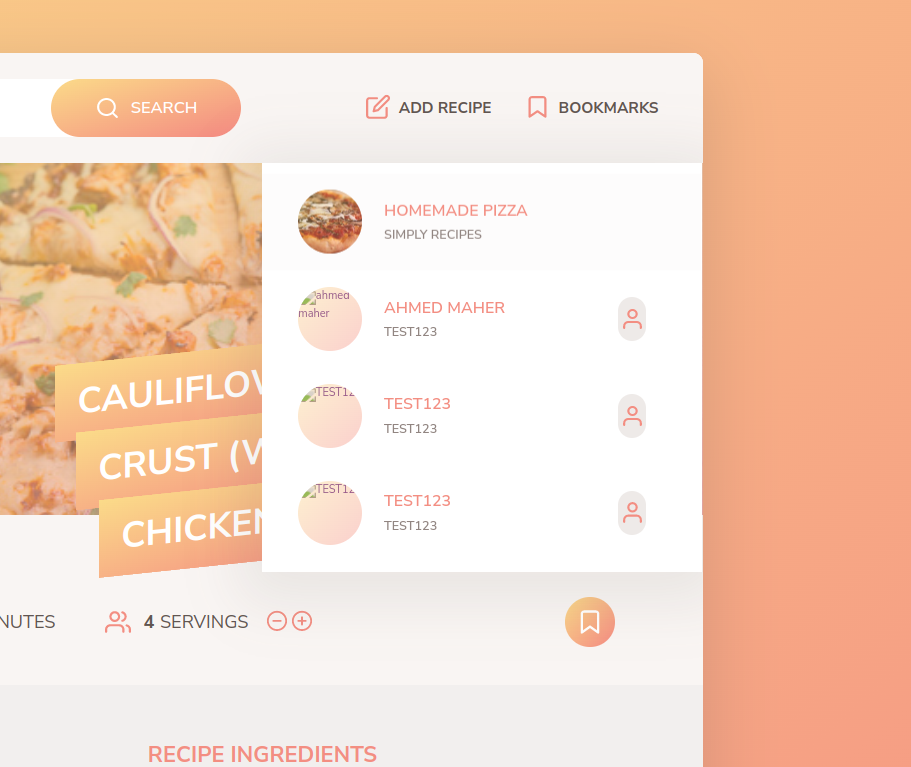 SEARCH
ADD RECIPE
BOOKMARKS
HOMEMADE PIZZA
SIMPLY RECIPES
ahmed
maher
AHMED MAHER
TEST123
TEST12
TEST123
TEST123
TEST12
TEST123
TEST123
CAULIFLOW
CRUST (W
CHICKEN
NUTES
4 SERVINGS
RECIPE INGREDIENTS